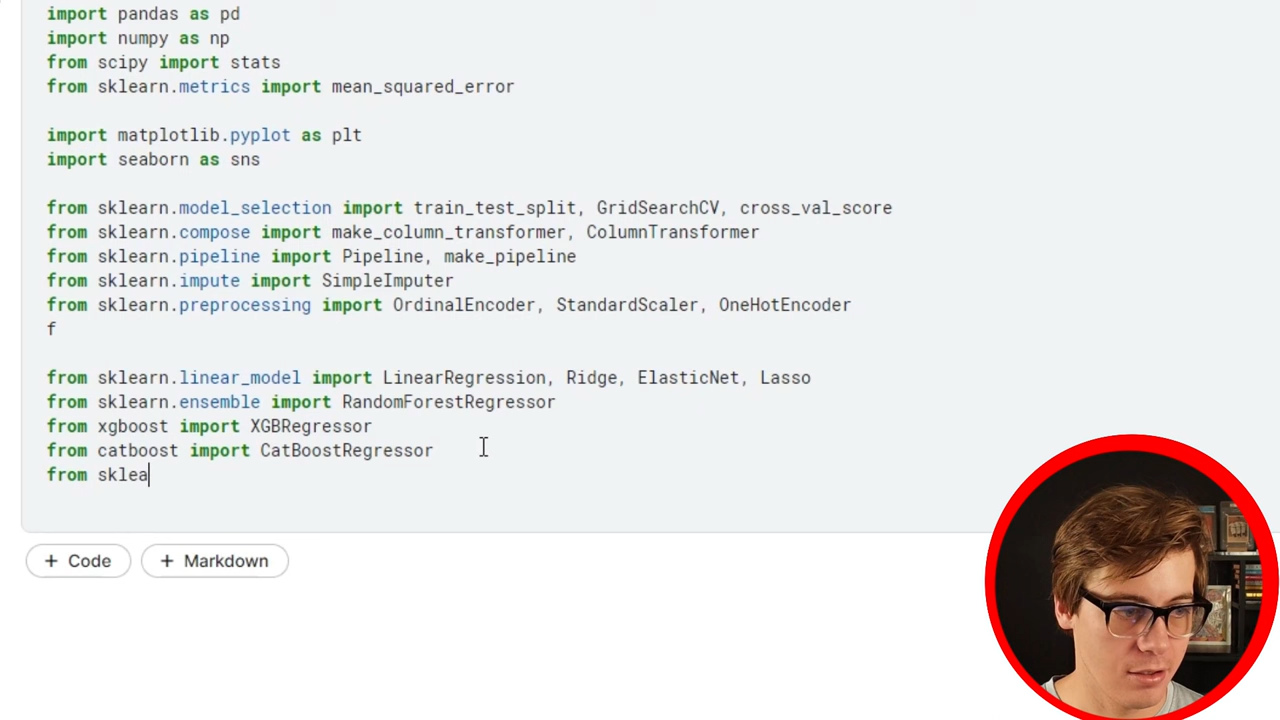 import pandas as pd
import numpy as np
from scipy import stats
from sklearn.metrics import mean_squared_error
import matplotlib.pyplot as plt
import seaborn as sns
from sklearn.model_selection import train_test_split, GridSearchCV, cross_val_score
from sklearn.compose import make_column_transformer, ColumnTransformer
from sklearn.pipeline import Pipeline, make_pipeline
from sklearn.impute import SimpleImputer
from sklearn.preprocessing import OrdinalEncoder, StandardScaler, OneHotEncoder
f
from sklearn.linear_model import LinearRegression, Ridge, ElasticNet, Lasso
from sklearn.ensemble import RandomForestRegressor
from xgboost import XGBRegressor
from catboost import CatBoostRegressor
from sklea
+ Code + Markdown